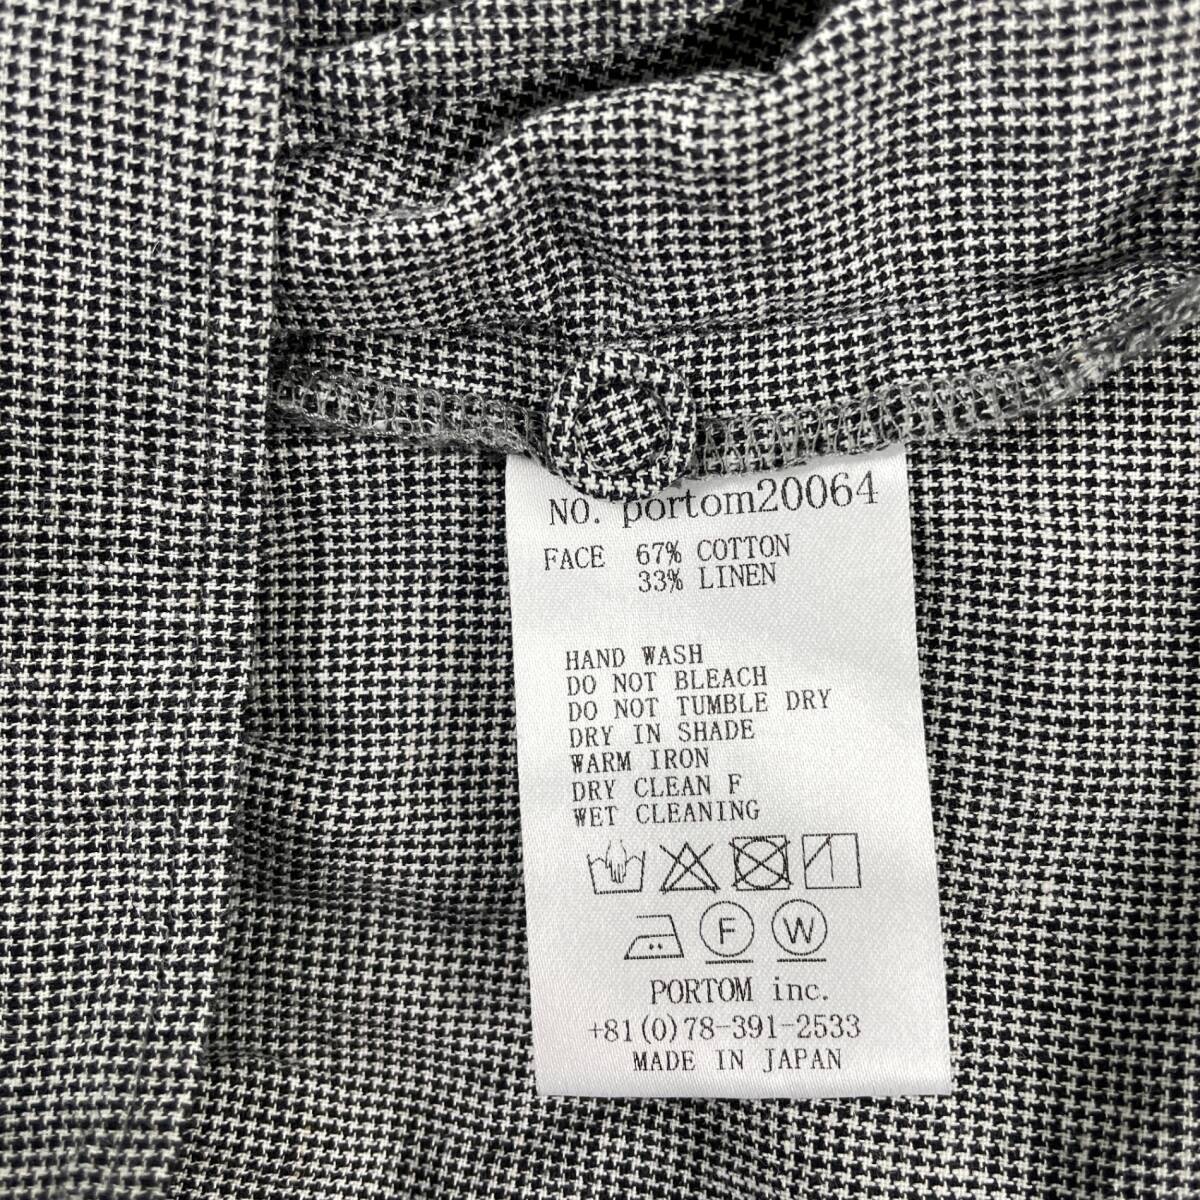 NO. portom20064
FACE 67% COTTON
33% LINEN
HAND WASH
DO NOT BLEACH
DO NOT TUMBLE DRY
DRY IN SHADE
WARM IRON
DRY CLEAN F
WET CLEANING
F W
PORTOM inc.
+81(0)78-391-2533
MADE IN JAPAN